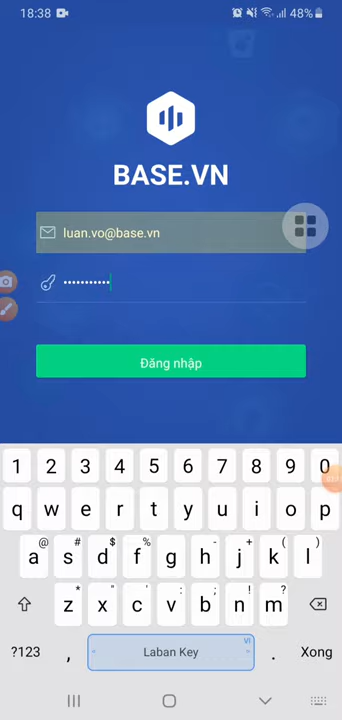 18:38 48%
BASE.VN
luan.vo@base.vn
•••••••••••
Đăng nhập
1 2 3 4 5 6 7 8 9 0
q w e r t y u i o p
@ # $ % & - + ( )
a s d f g h j k l
* " ' : ; ! ?
z x c v b n m
VI
?123 , Laban Key . Xong